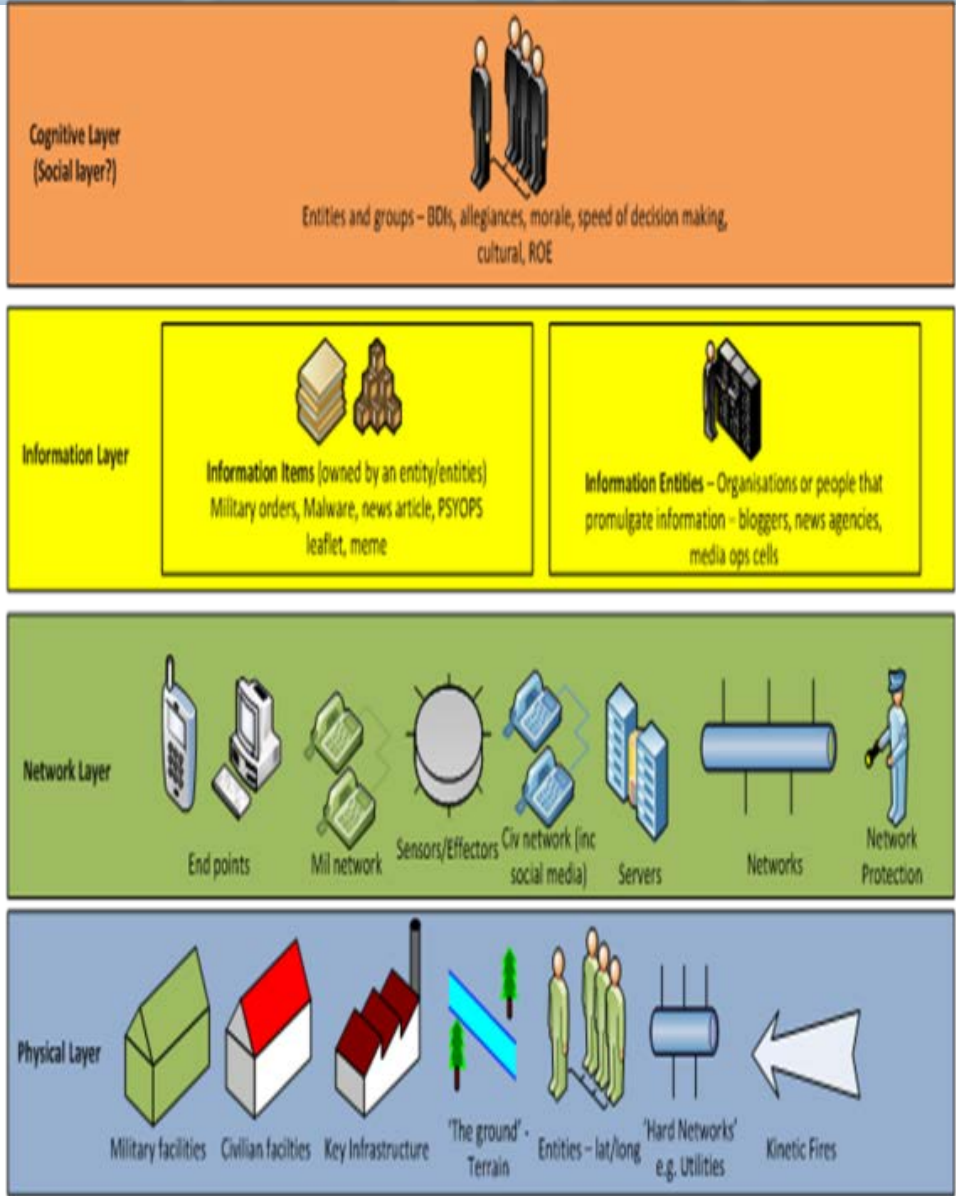 Cognitive Layer
(Social layer?)
Entities and groups – BDIs, allegiances, morale, speed of decision making,
cultural, ROE
Information Layer
Information Items (owned by an entity/entities)
Military orders, Malware, news article, PSYOPS
leaflet, meme
Information Entities – Organisations or people that
promulgate information – bloggers, news agencies,
media ops cells
Network Layer
End points
Mil network
Sensors/Effectors
Civ network (inc
social media)
Servers
Networks
Network
Protection
Physical Layer
Military facilities
Civilian facilties
Key Infrastructure
'The ground' -
Terrain
Entities – lat/long
'Hard Networks'
e.g. Utilities
Kinetic Fires